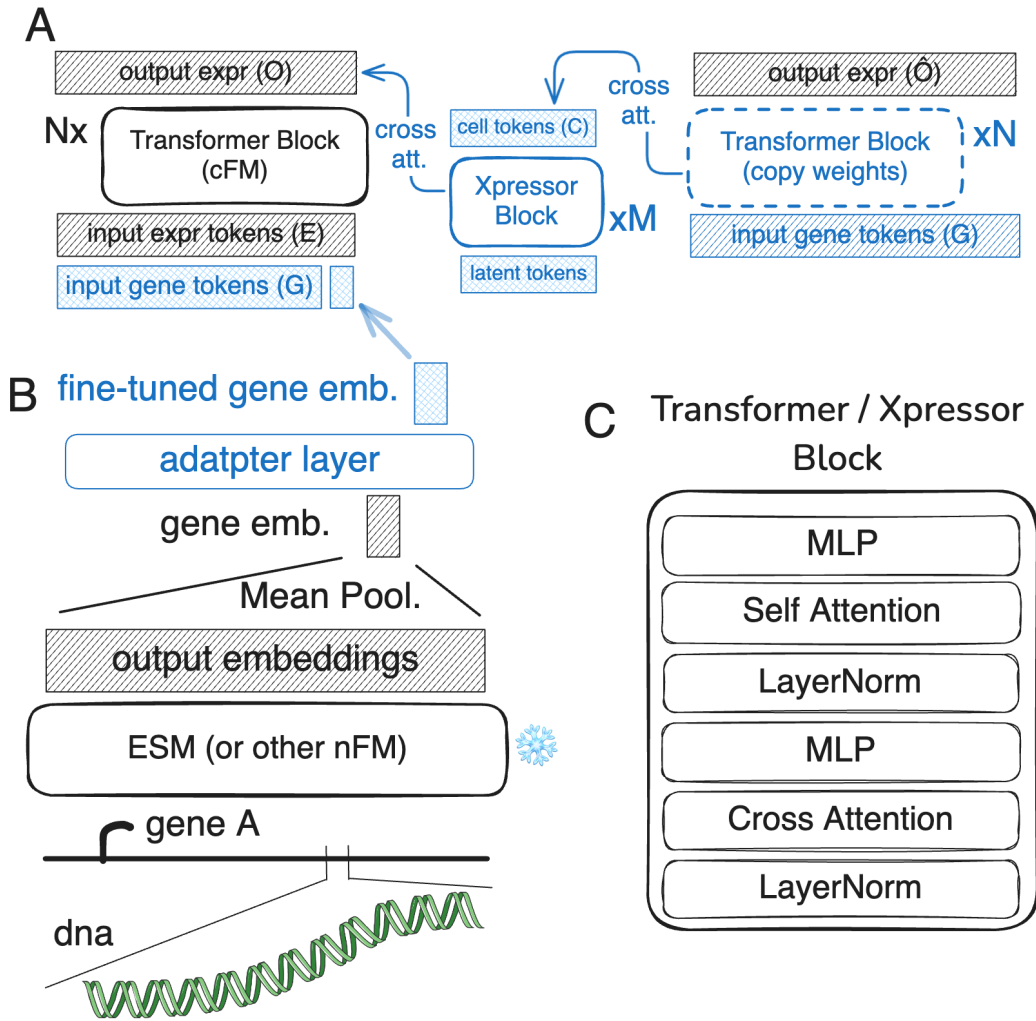 A
output expr (O)
Nx
Transformer Block
(cFM)
input expr tokens (E)
input gene tokens (G)
cross
att.
cell tokens (C)
Xpressor
Block
xM
latent tokens
cross
att.
output expr (Ô)
Transformer Block
(copy weights)
xN
input gene tokens (G)
B
fine-tuned gene emb.
adatpter layer
gene emb.
Mean Pool.
output embeddings
ESM (or other nFM)
gene A
dna
C
Transformer / Xpressor
Block
MLP
Self Attention
LayerNorm
MLP
Cross Attention
LayerNorm